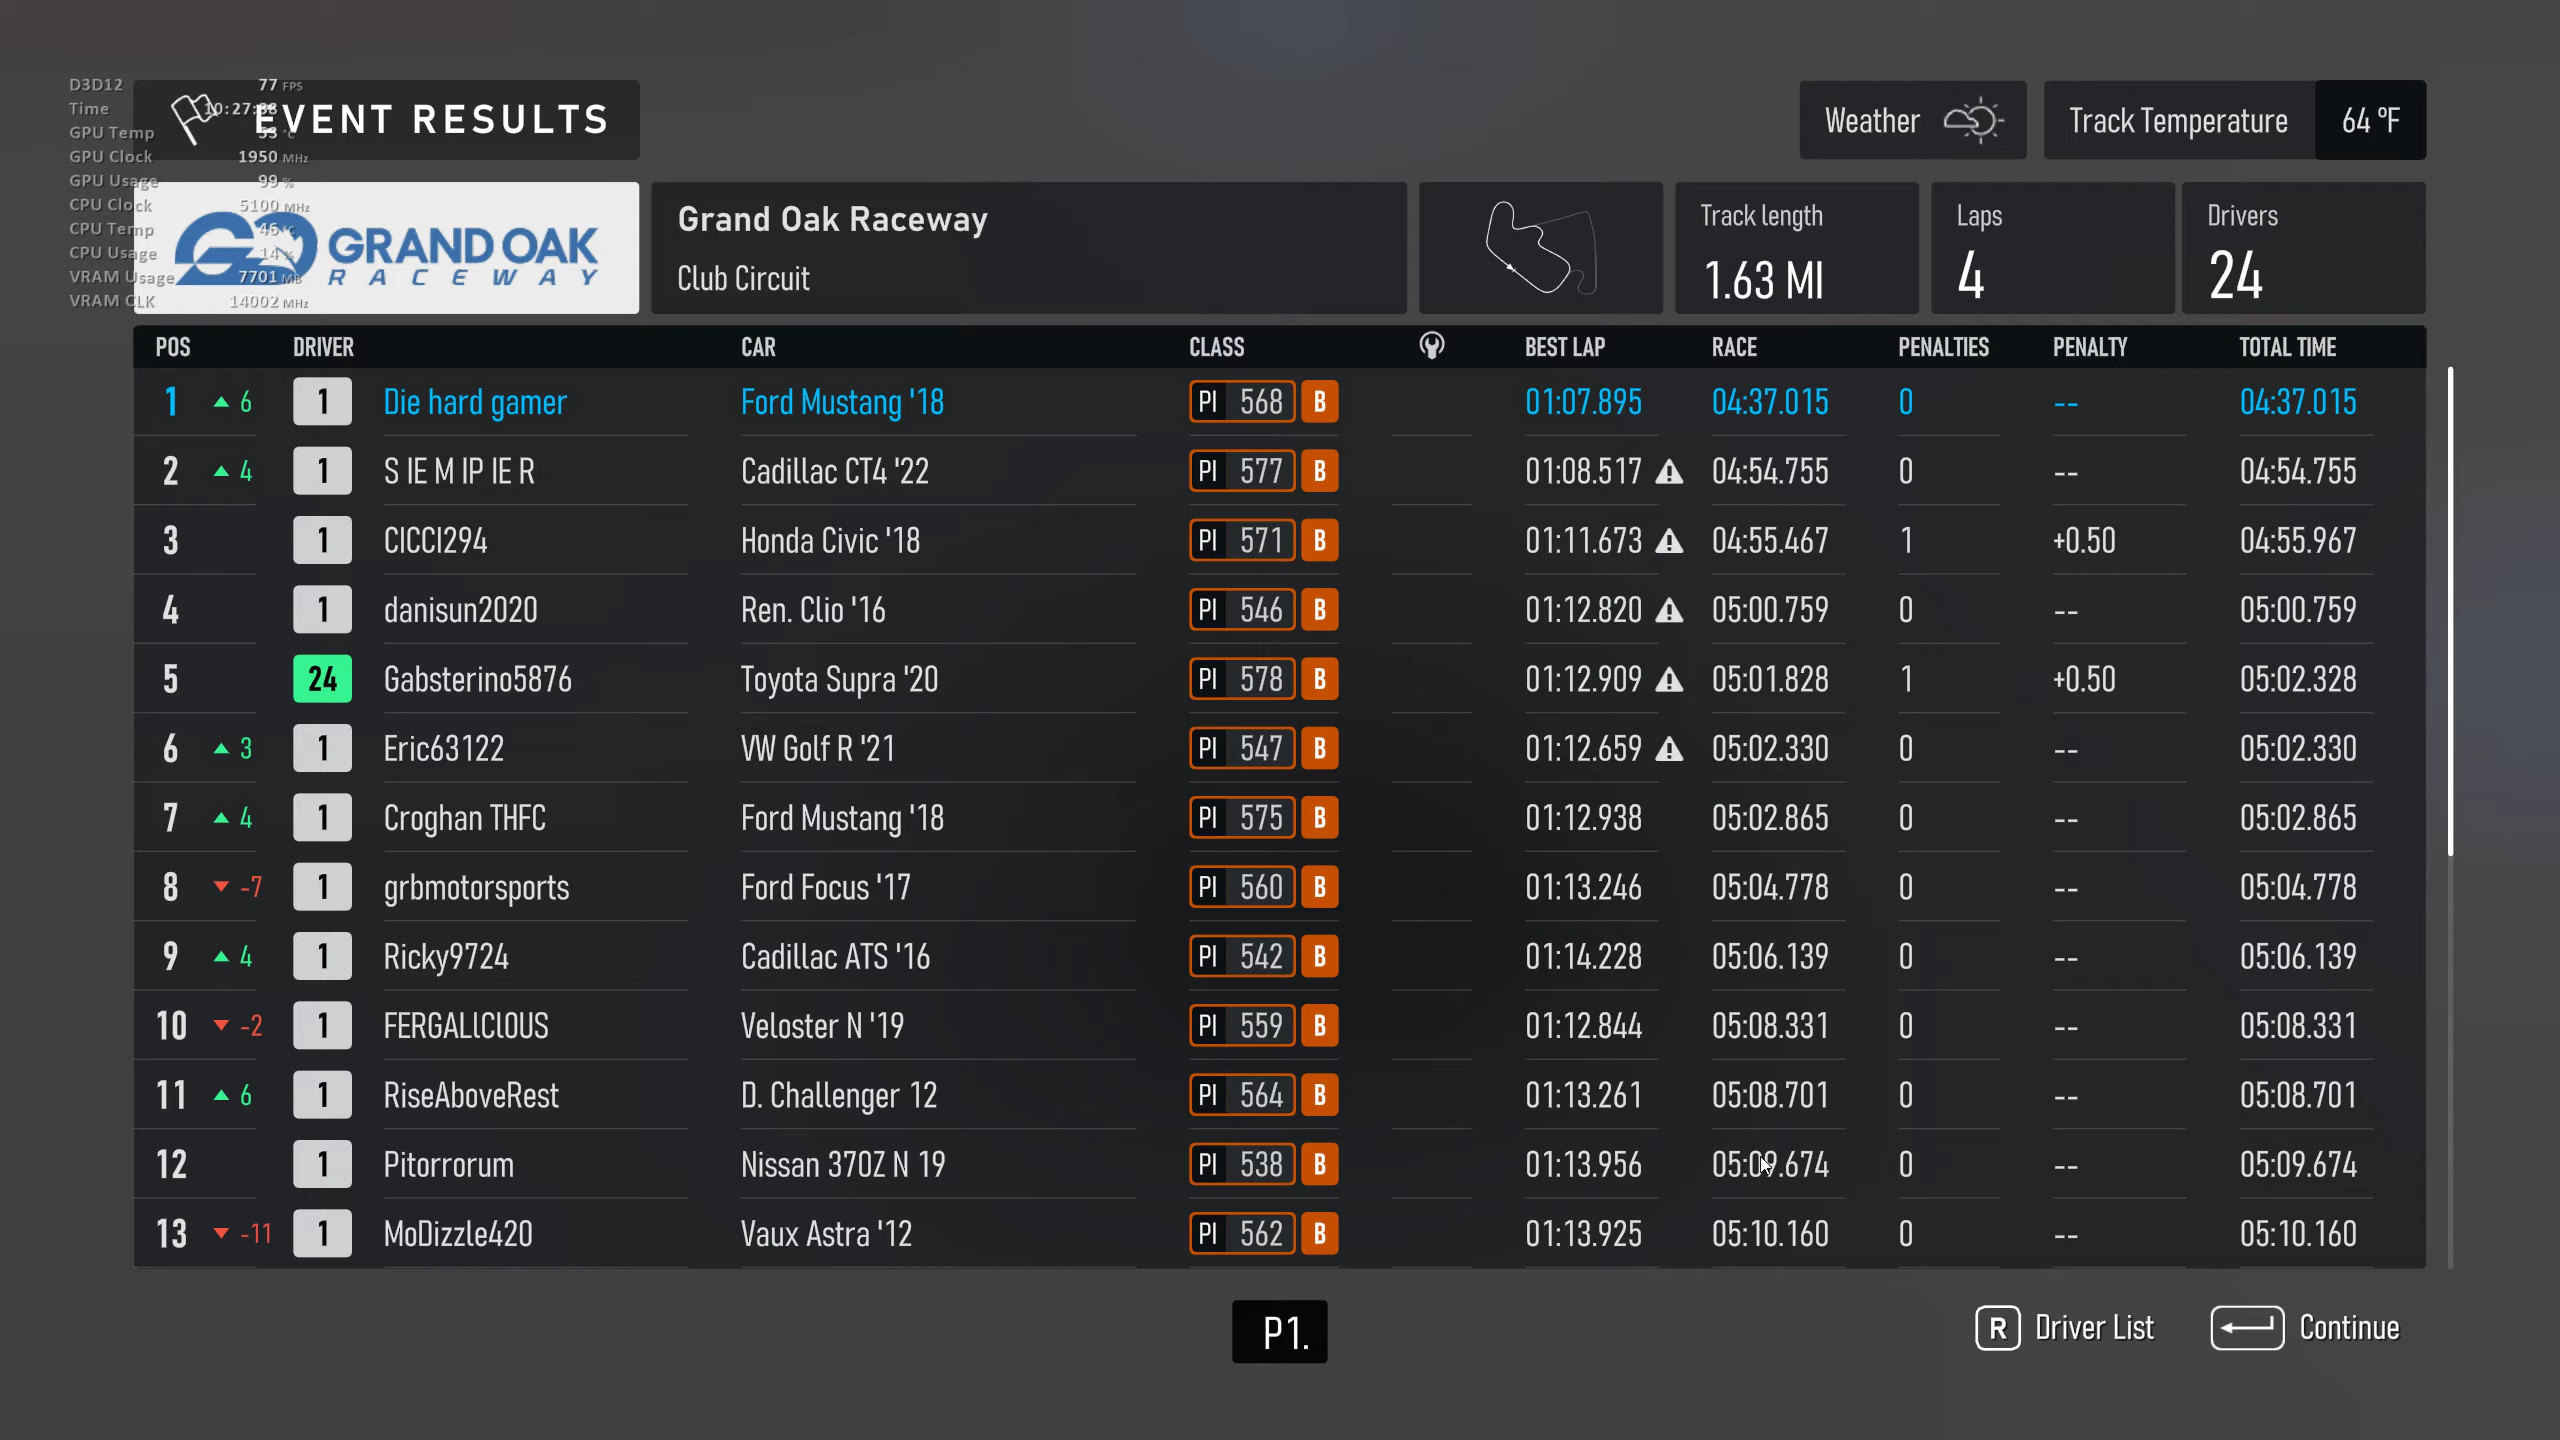 D3D12 77 FPS
Time 10:27:
GPU Temp 53 °C
GPU Clock 1950 MHz
GPU Usage 99 %
CPU Clock 5100 MHz
CPU Temp 46 °C
CPU Usage 14 %
VRAM Usage 7701 MB
VRAM CLK 14002 MHz
EVENT RESULTS
Weather
Track Temperature 64 °F
GRAND OAK
RACEWAY
Grand Oak Raceway
Club Circuit
Track length
1.63 MI
Laps
4
Drivers
24
POS DRIVER CAR CLASS BEST LAP RACE PENALTIES PENALTY TOTAL TIME
1 6 1 Die hard gamer Ford Mustang '18 PI 568 B 01:07.895 04:37.015 0 -- 04:37.015
2 4 1 S IE M IP IE R Cadillac CT4 '22 PI 577 B 01:08.517 04:54.755 0 -- 04:54.755
3 1 CICCI294 Honda Civic '18 PI 571 B 01:11.673 04:55.467 1 +0.50 04:55.967
4 1 danisun2020 Ren. Clio '16 PI 546 B 01:12.820 05:00.759 0 -- 05:00.759
5 24 Gabsterino5876 Toyota Supra '20 PI 578 B 01:12.909 05:01.828 1 +0.50 05:02.328
6 3 1 Eric63122 VW Golf R '21 PI 547 B 01:12.659 05:02.330 0 -- 05:02.330
7 4 1 Croghan THFC Ford Mustang '18 PI 575 B 01:12.938 05:02.865 0 -- 05:02.865
8 -7 1 grbmotorsports Ford Focus '17 PI 560 B 01:13.246 05:04.778 0 -- 05:04.778
9 4 1 Ricky9724 Cadillac ATS '16 PI 542 B 01:14.228 05:06.139 0 -- 05:06.139
10 -2 1 FERGALICIOUS Veloster N '19 PI 559 B 01:12.844 05:08.331 0 -- 05:08.331
11 6 1 RiseAboveRest D. Challenger 12 PI 564 B 01:13.261 05:08.701 0 -- 05:08.701
12 1 Pitorrorum Nissan 370Z N 19 PI 538 B 01:13.956 05:09.674 0 -- 05:09.674
13 -11 1 MoDizzle420 Vaux Astra '12 PI 562 B 01:13.925 05:10.160 0 -- 05:10.160
P1.
R Driver List Continue